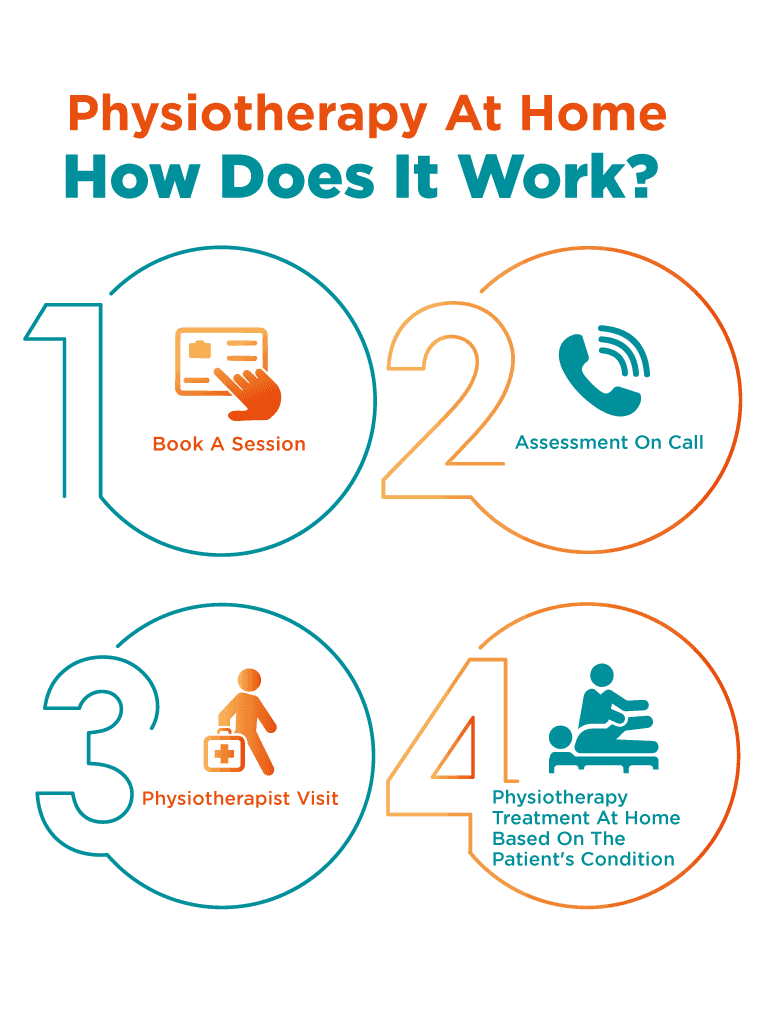 Physiotherapy At Home
How Does It Work?
1
Book A Session
2
Assessment On Call
3
Physiotherapist Visit
4
Physiotherapy
Treatment At Home
Based On The
Patient's Condition